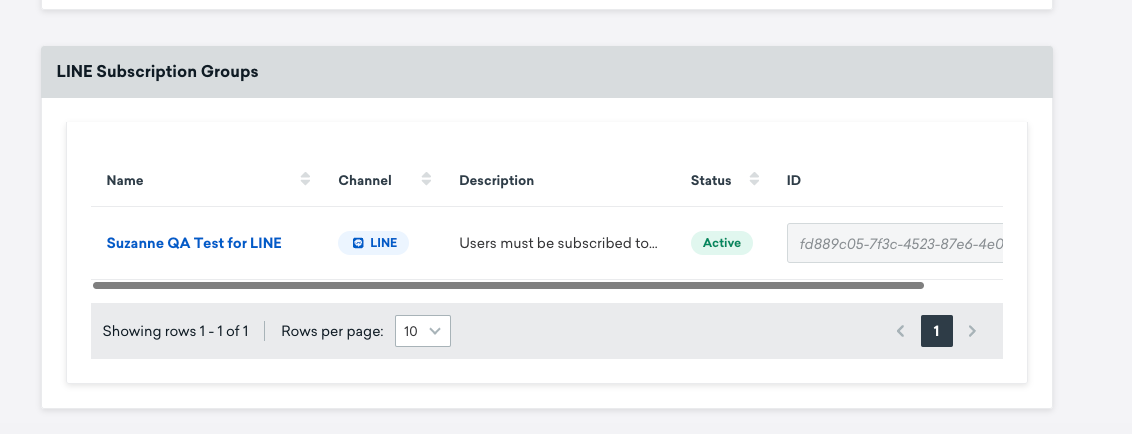 LINE Subscription Groups
Name Channel Description Status ID
Suzanne QA Test for LINE LINE Users must be subscribed to... Active fd889c05-7f3c-4523-87e6-4e0
Showing rows 1 - 1 of 1 Rows per page: 10 1